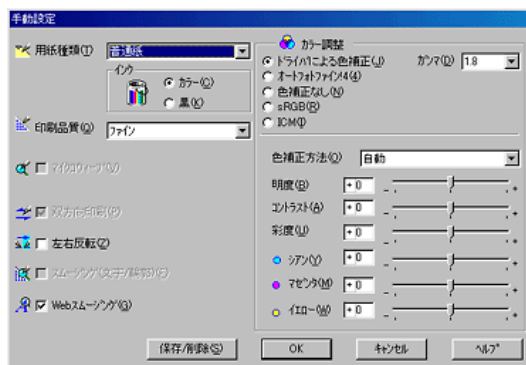 手動設定
用紙種類(T) 普通紙
インク
カラー(C)
黒(K)
印刷品質(Q) ファイン
マイクロウィーブ(V)
双方向印刷(P)
左右反転(Z)
スムージング(文字/輪郭)(E)
Webスムージング(G)
カラー調整
ドライバによる色補正(J) ガンマ(D) 1.8
オートフォトファイン4(4)
色補正なし(N)
sRGB(R)
ICM(I)
色補正方法(O) 自動
明度(B) +0 - +
コントラスト(A) +0 - +
彩度(U) +0 - +
シアン(Y) +0 - +
マゼンタ(M) +0 - +
イエロー(W) +0 - +
保存/削除(S) OK キャンセル ヘルプ